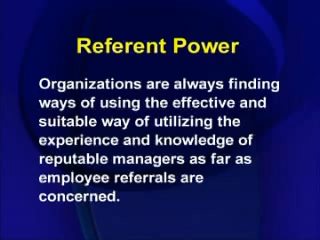 Referent Power
Organizations are always finding
ways of using the effective and
suitable way of utilizing the
experience and knowledge of
reputable managers as far as
employee referrals are
concerned.